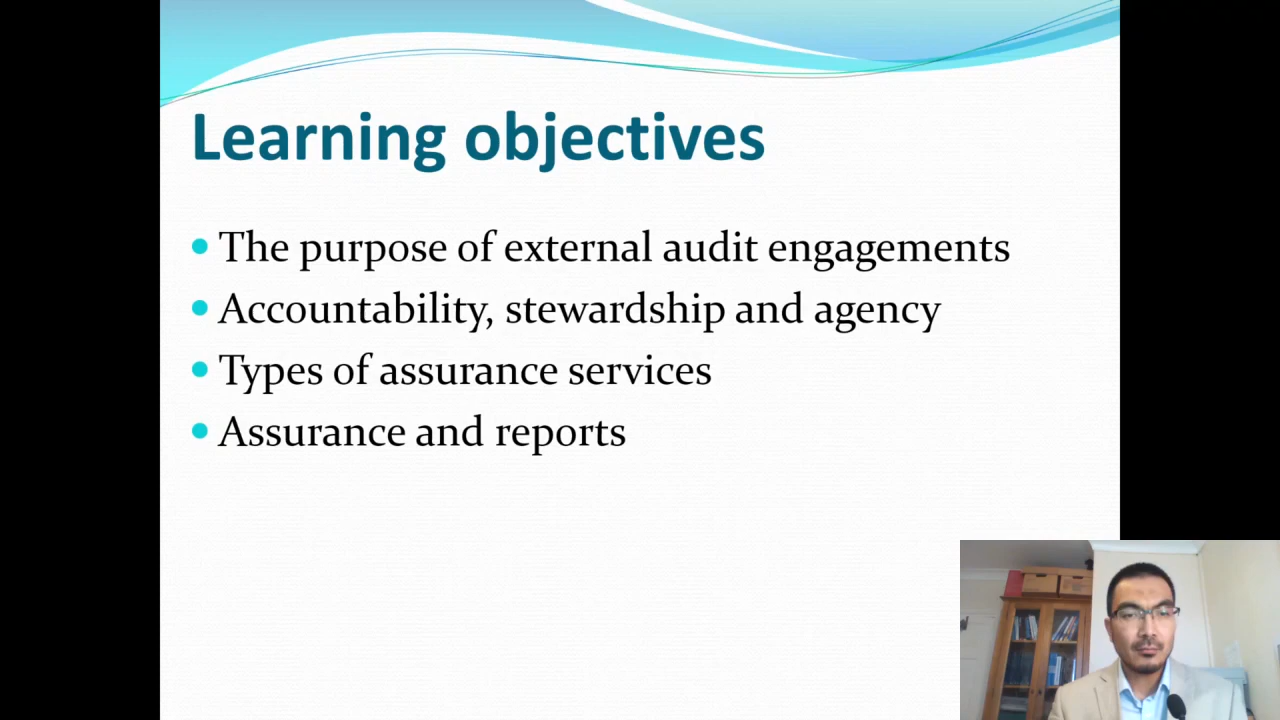 Learning objectives
The purpose of external audit engagements
Accountability, stewardship and agency
Types of assurance services
Assurance and reports